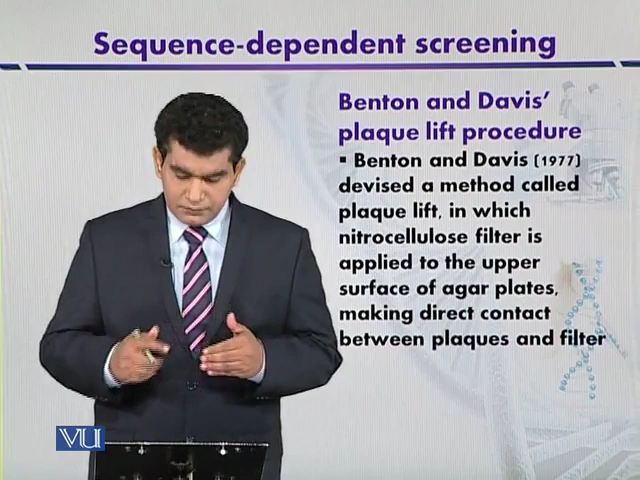 Sequence-dependent screening
Benton and Davis’
plaque lift procedure
▪ Benton and Davis (1977)
devised a method called
plaque lift, in which
nitrocellulose filter is
applied to the upper
surface of agar plates,
making direct contact
between plaques and filter
VU